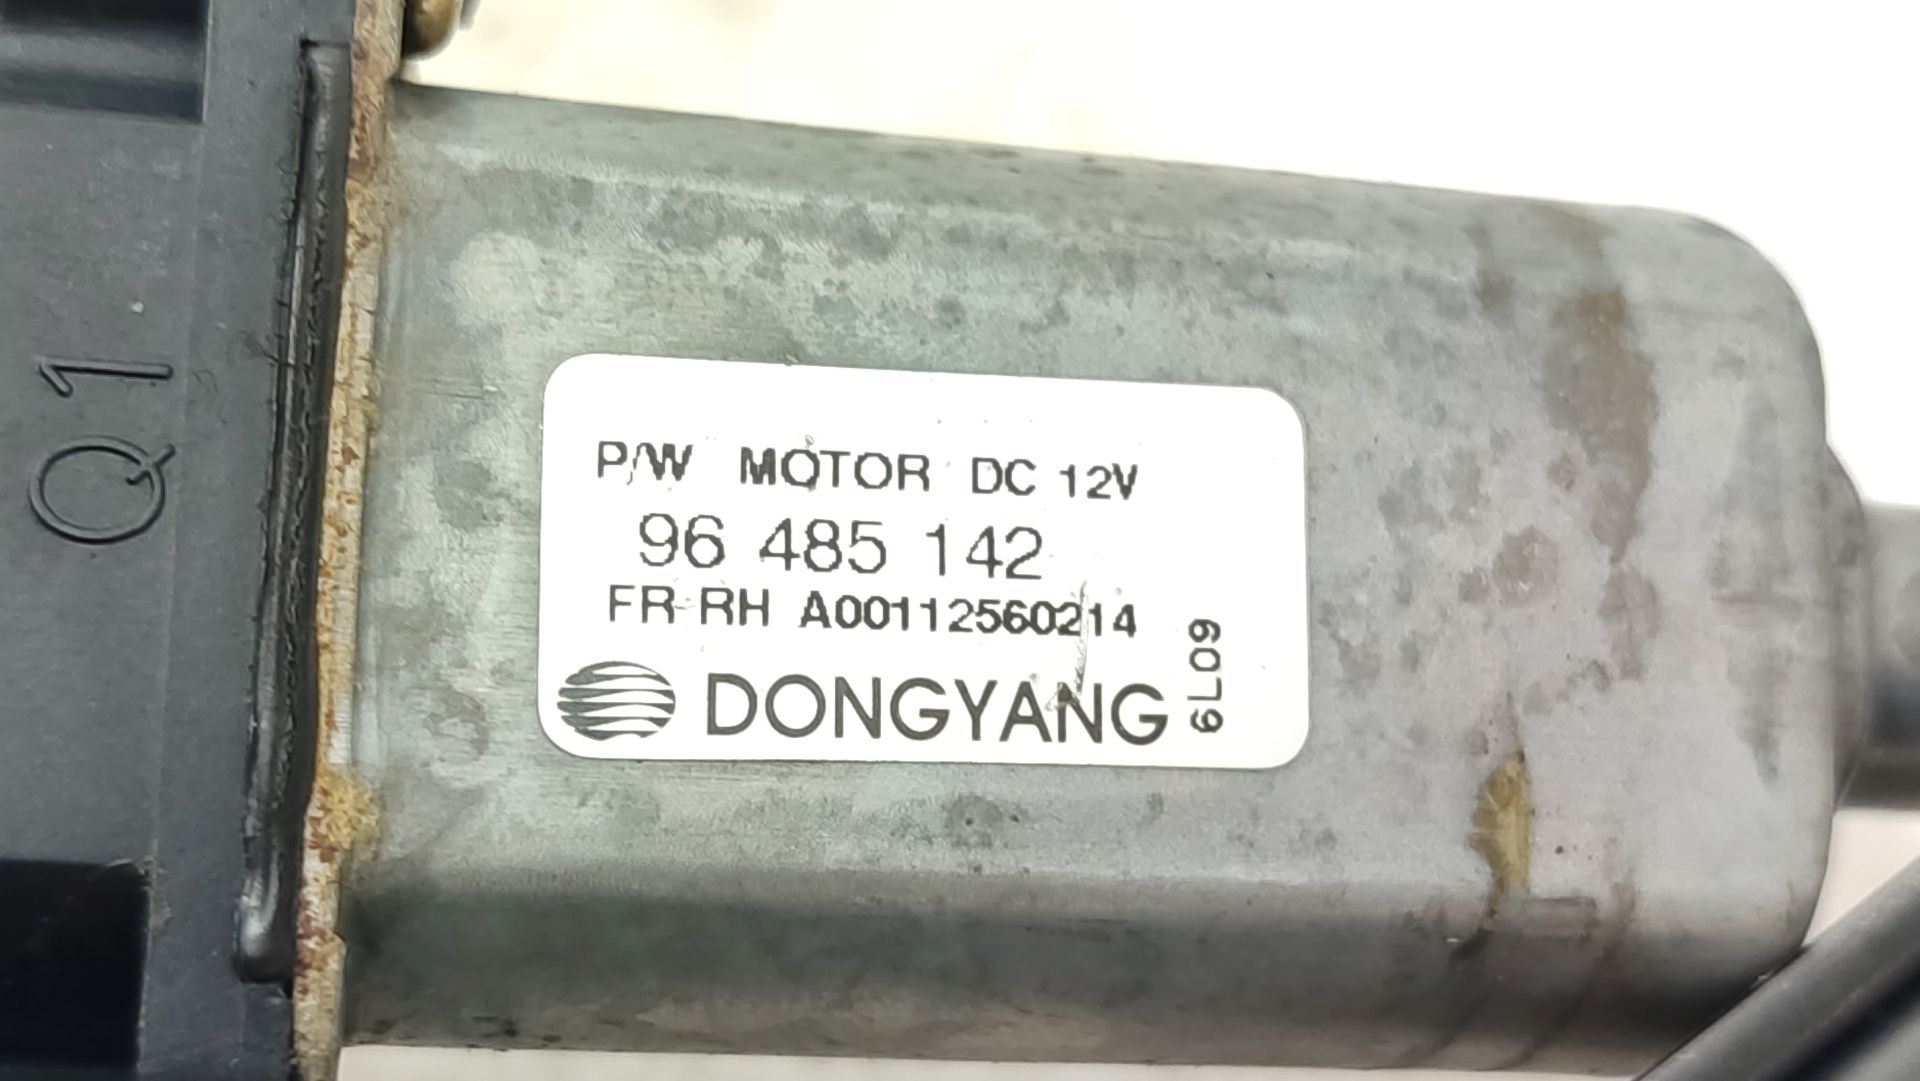 Q1
P/W MOTOR DC 12V
96 485 142
FR-RH A00112560214
DONGYANG
6L09